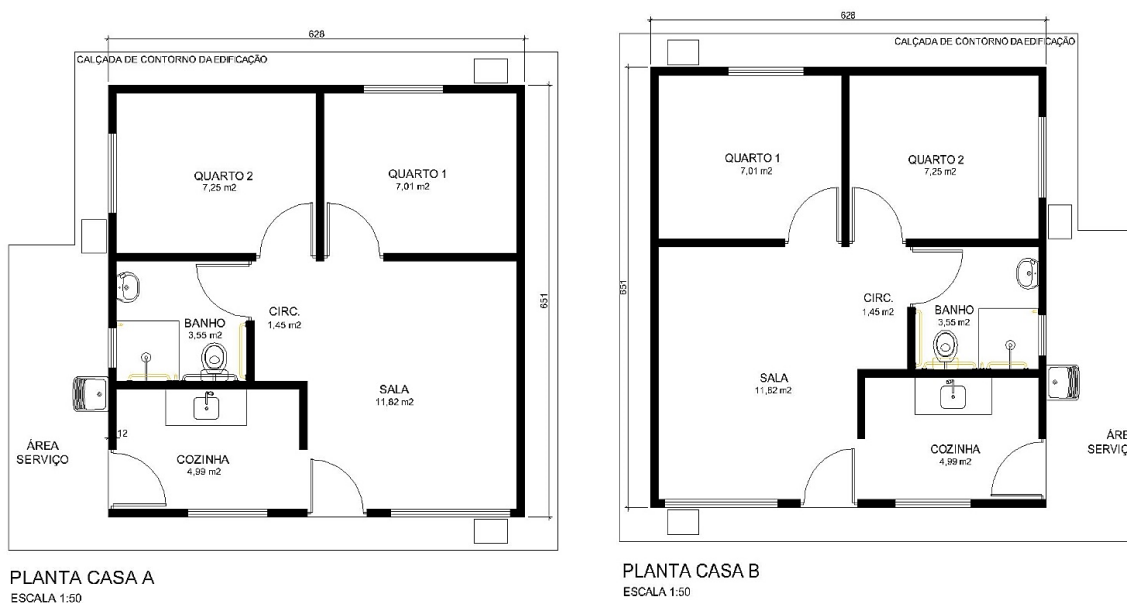 628
CALÇADA DE CONTORNO DA EDIFICAÇÃO
QUARTO 2
7,25 m2
QUARTO 1
7,01 m2
651
CIRC.
1,45 m2
BANHO
3,55 m2
SALA
11,82 m2
12
ÁREA
SERVIÇO
COZINHA
4,99 m2
PLANTA CASA A
ESCALA 1:50
628
CALÇADA DE CONTORNO DA EDIFICAÇÃO
QUARTO 1
7,01 m2
QUARTO 2
7,25 m2
651
CIRC.
1,45 m2
BANHO
3,55 m2
SALA
11,82 m2
COZINHA
4,99 m2
ÁRE
SERVIÇ
PLANTA CASA B
ESCALA 1:50